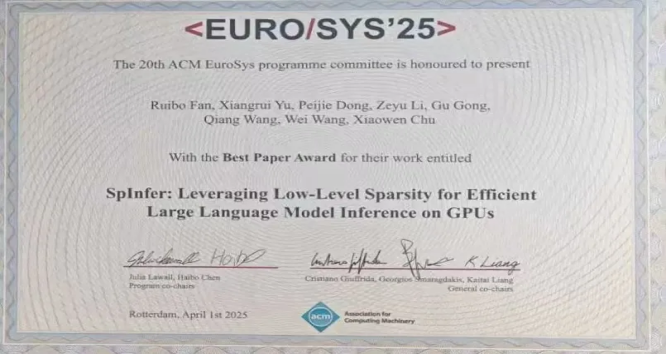 <EURO/SYS'25>
The 20th ACM EuroSys programme committee is honoured to present
Ruibo Fan, Xiangrui Yu, Peijie Dong, Zeyu Li, Gu Gong,
Qiang Wang, Wei Wang, Xiaowen Chu
With the Best Paper Award for their work entitled
SpInfer: Leveraging Low-Level Sparsity for Efficient
Large Language Model Inference on GPUs
Julia Lawall, Haibo Chen
Program co-chairs
Cristiano Giuffrida, Georgios Smaragdakis, Kaitai Liang
General co-chairs
Rotterdam, April 1st 2025
acm
Association for
Computing Machinery